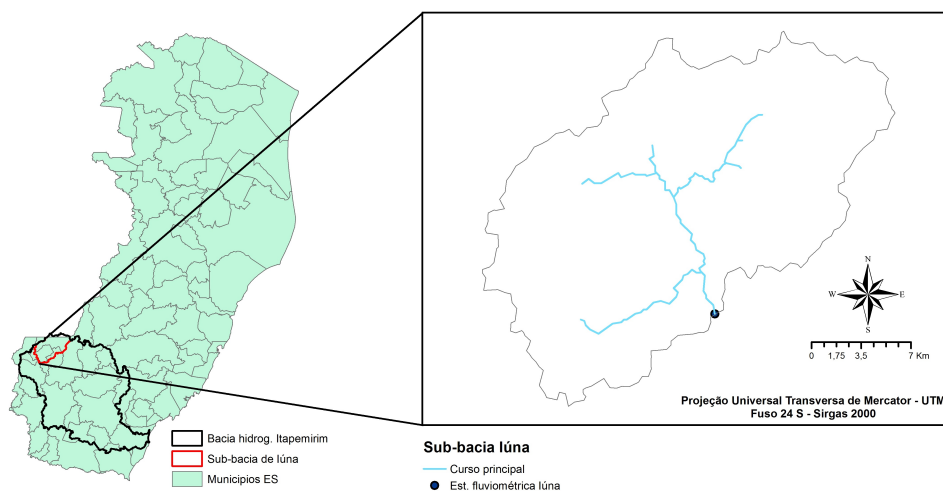 N
W
E
S
0 1,75 3,5 7 Km
Projeção Universal Transversa de Mercator - UTM
Fuso 24 S - Sirgas 2000
Bacia hidrog. Itapemirim
Sub-bacia de Iúna
Municipios ES
Sub-bacia Iúna
Curso principal
Est. fluviométrica Iúna